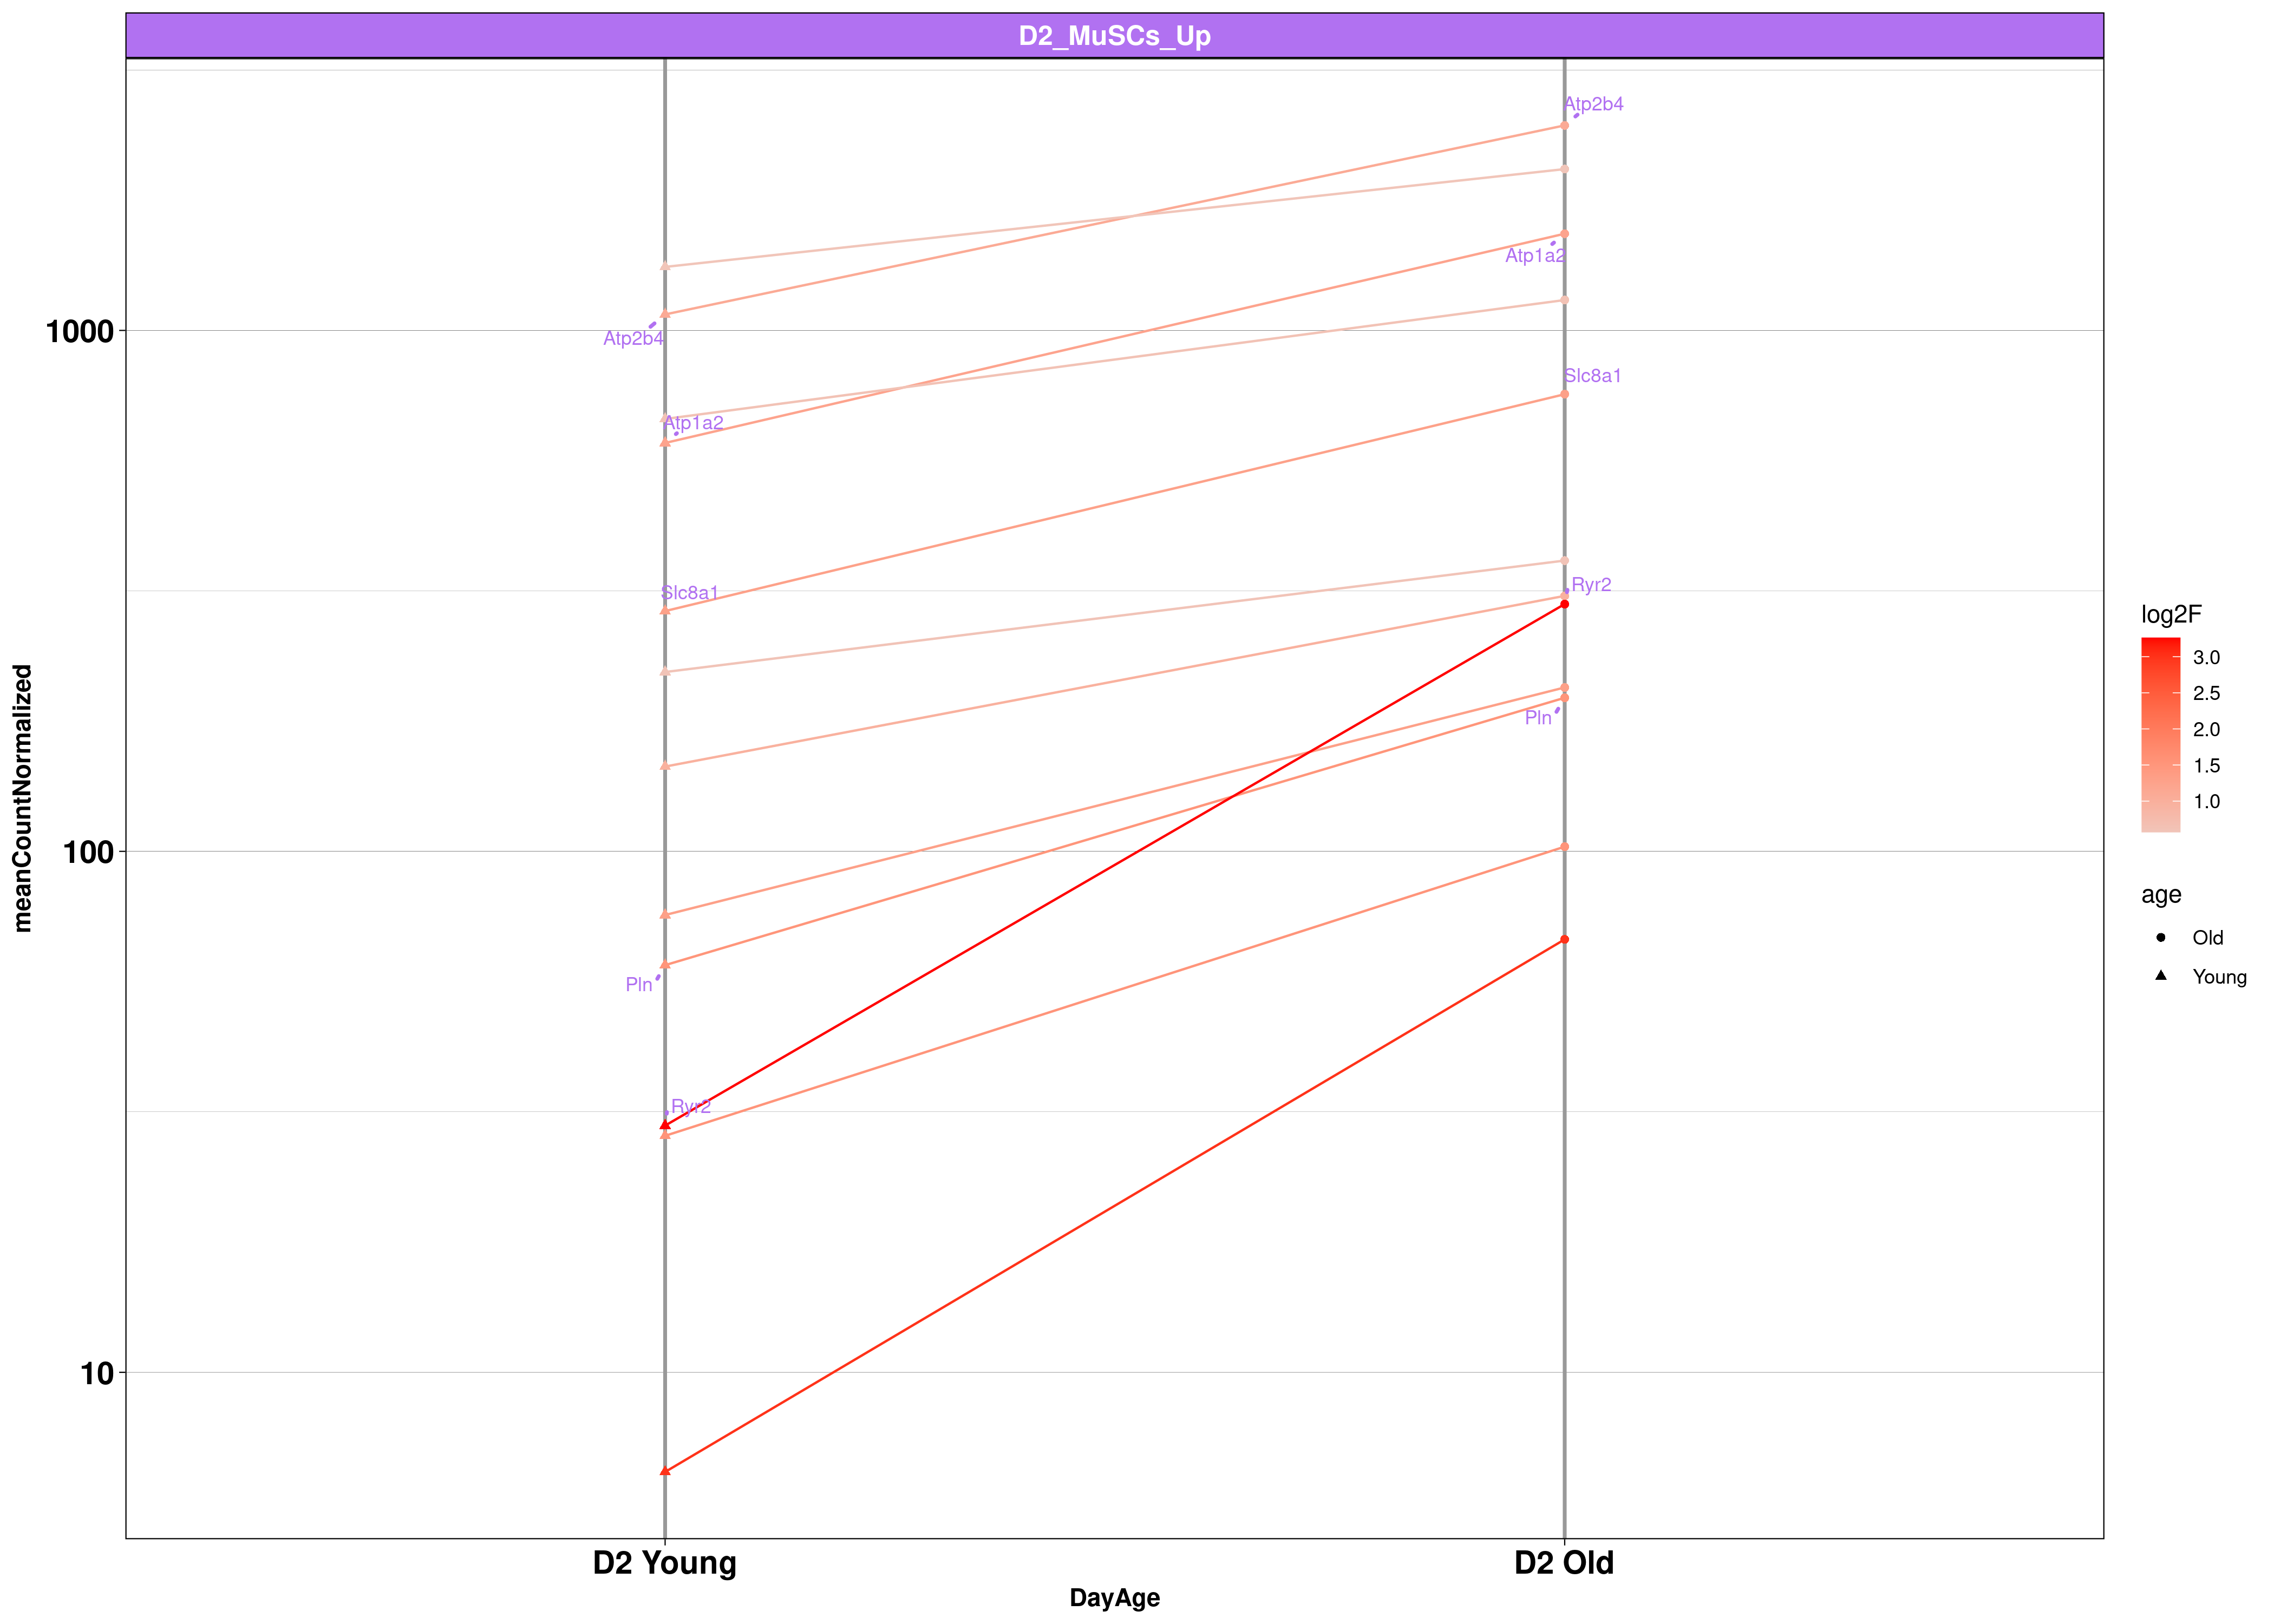 D2_MuSCs_Up
Atp2b4
Atp1a2
1000
Atp2b4
Slc8a1
Atp1a2
Slc8a1
Ryr2
Pln
100
Pln
Ryr2
10
meanCountNormalized
D2 Young
D2 Old
DayAge
log2F
3.0
2.5
2.0
1.5
1.0
age
Old
Young